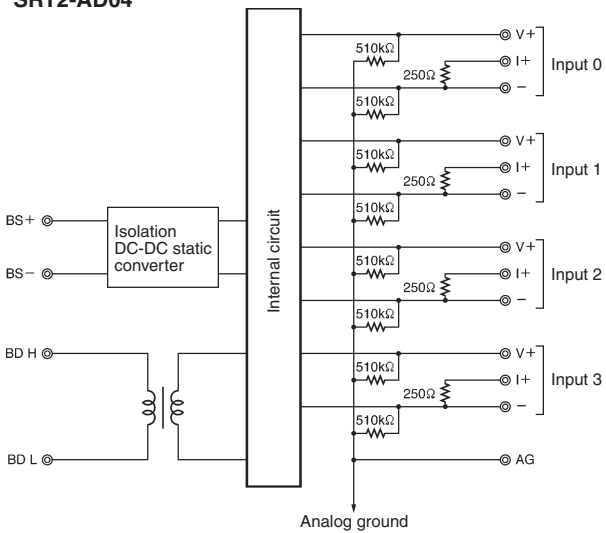 SR12-AD04
V+
510kΩ
I+
Input 0
250Ω
510kΩ
−
V+
510kΩ
I+
Input 1
250Ω
510kΩ
−
BS+
Isolation
DC-DC static
converter
BS−
Internal circuit
V+
510kΩ
I+
Input 2
250Ω
510kΩ
−
BD H
V+
510kΩ
I+
Input 3
250Ω
510kΩ
−
BD L
AG
Analog ground